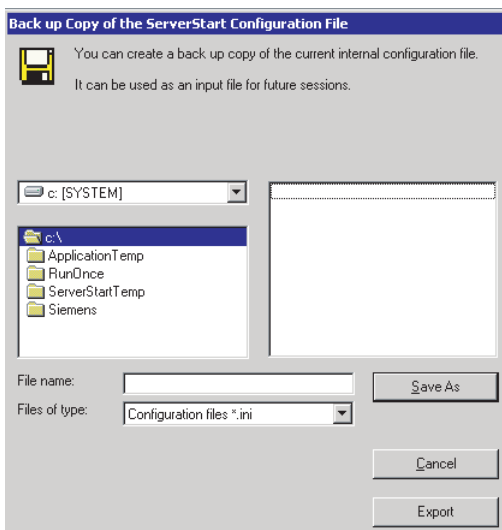 Back up Copy of the ServerStart Configuration File
You can create a back up copy of the current internal configuration file.
It can be used as an input file for future sessions.
c: [SYSTEM]
c:\
ApplicationTemp
RunOnce
ServerStartTemp
Siemens
File name:
Save As
Files of type:
Configuration files *.ini
Cancel
Export